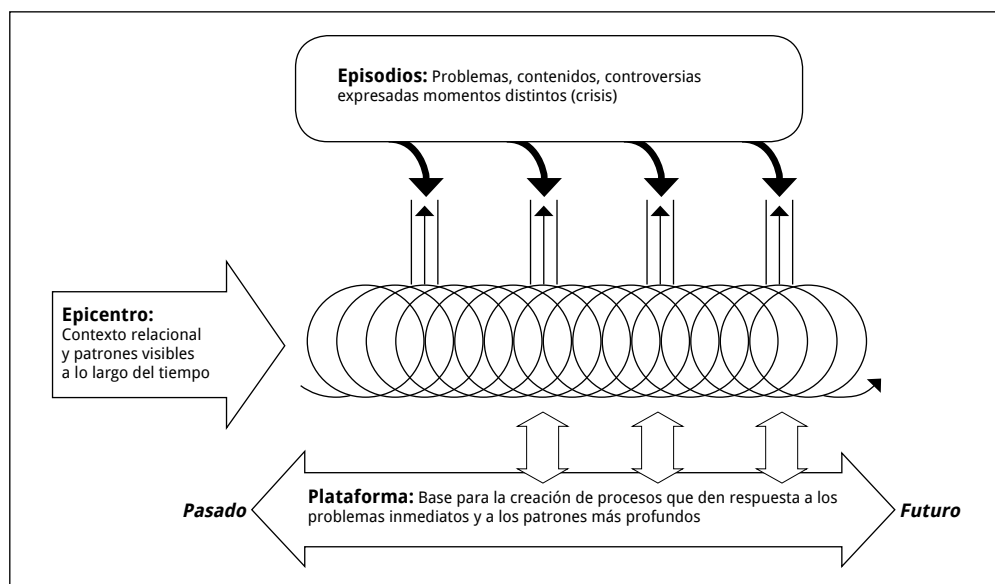 Episodios: Problemas, contenidos, controversias
expresadas momentos distintos (crisis)
Epicentro:
Contexto relacional
y patrones visibles
a lo largo del tiempo
Plataforma: Base para la creación de procesos que den respuesta a los
problemas inmediatos y a los patrones más profundos
Pasado
Futuro